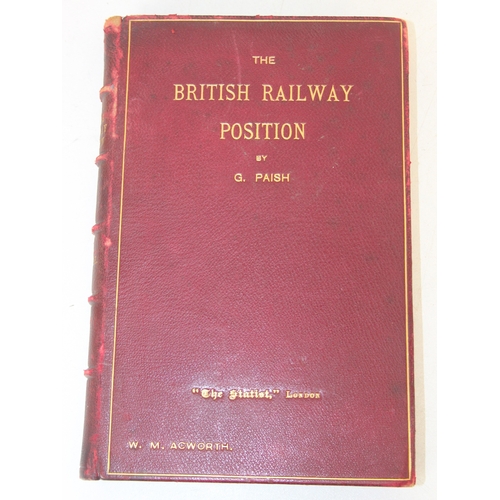 THE
BRITISH RAILWAY
POSITION
BY
G. PAISH
"The Statist," LONDON
W. M. ACWORTH.